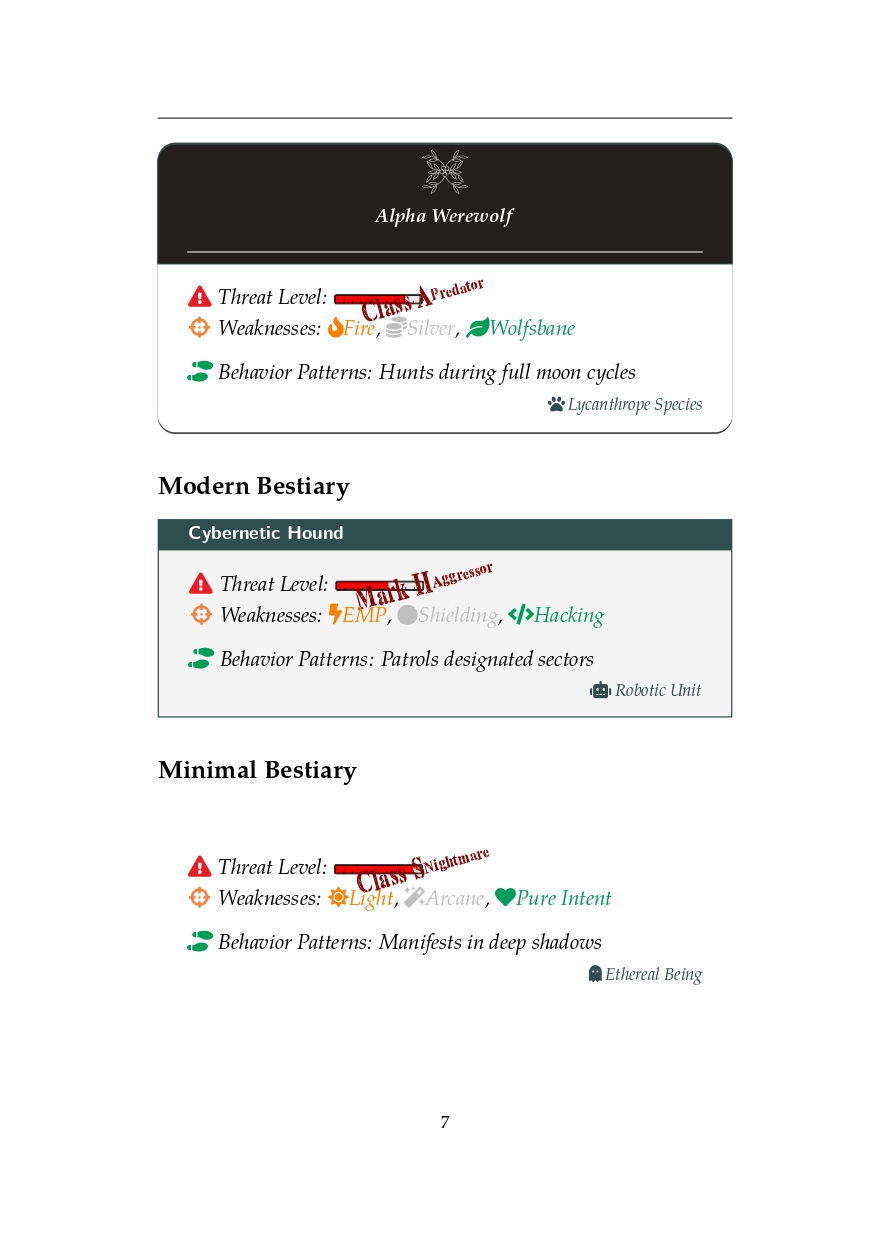 Alpha Werewolf
Threat Level: Class A Predator
Weaknesses: Fire, Silver, Wolfsbane
Behavior Patterns: Hunts during full moon cycles
Lycanthrope Species
Modern Bestiary
Cybernetic Hound
Threat Level: Mark II Aggressor
Weaknesses: EMP, Shielding, Hacking
Behavior Patterns: Patrols designated sectors
Robotic Unit
Minimal Bestiary
Threat Level: Class S Nightmare
Weaknesses: Light, Arcane, Pure Intent
Behavior Patterns: Manifests in deep shadows
Ethereal Being
7